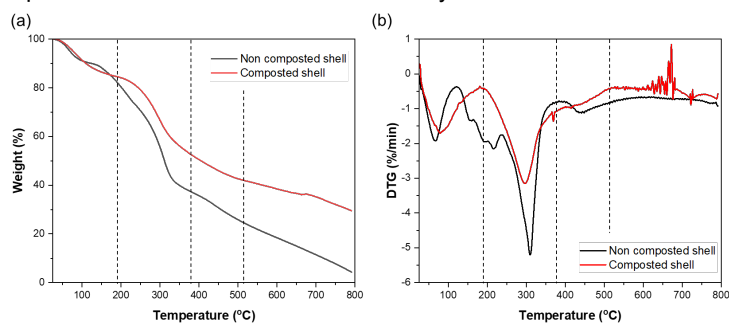 (a)
(b)
Non composted shell
Composted shell
Weight (%)
100
80
60
40
20
0
100 200 300 400 500 600 700 800
Temperature (ºC)
DTG (%/min)
1
0
-1
-2
-3
-4
-5
-6
Non composted shell
Composted shell
100 200 300 400 500 600 700 800
Temperature (ºC)